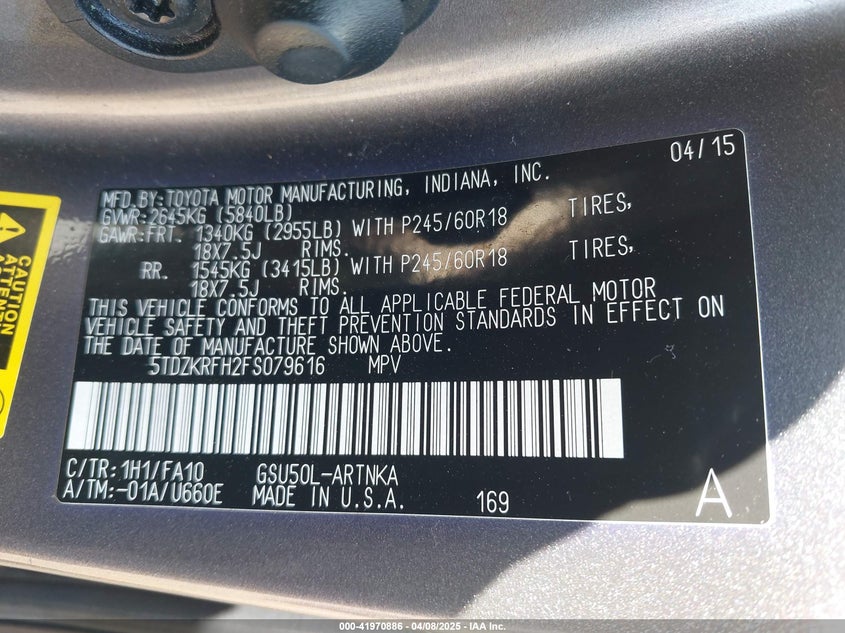 04/15
MFD.BY:TOYOTA MOTOR MANUFACTURING, INDIANA, INC.
GVWR:2645KG (5840LB)
GAWR:FRT. 1340KG (2955LB) WITH P245/60R18 TIRES,
18X7.5J RIMS.
RR. 1545KG (3415LB) WITH P245/60R18 TIRES,
18X7.5J RIMS.
THIS VEHICLE CONFORMS TO ALL APPLICABLE FEDERAL MOTOR
VEHICLE SAFETY AND THEFT PREVENTION STANDARDS IN EFFECT ON
THE DATE OF MANUFACTURE SHOWN ABOVE.
5TDZKRFH2FS079616 MPV
C/TR:1H1/FA10 GSU50L-ARTNKA
A/TM:-01A/U660E MADE IN U.S.A. 169 A
CAUTION
000-41970886 - 04/08/2025 - IAA Inc.